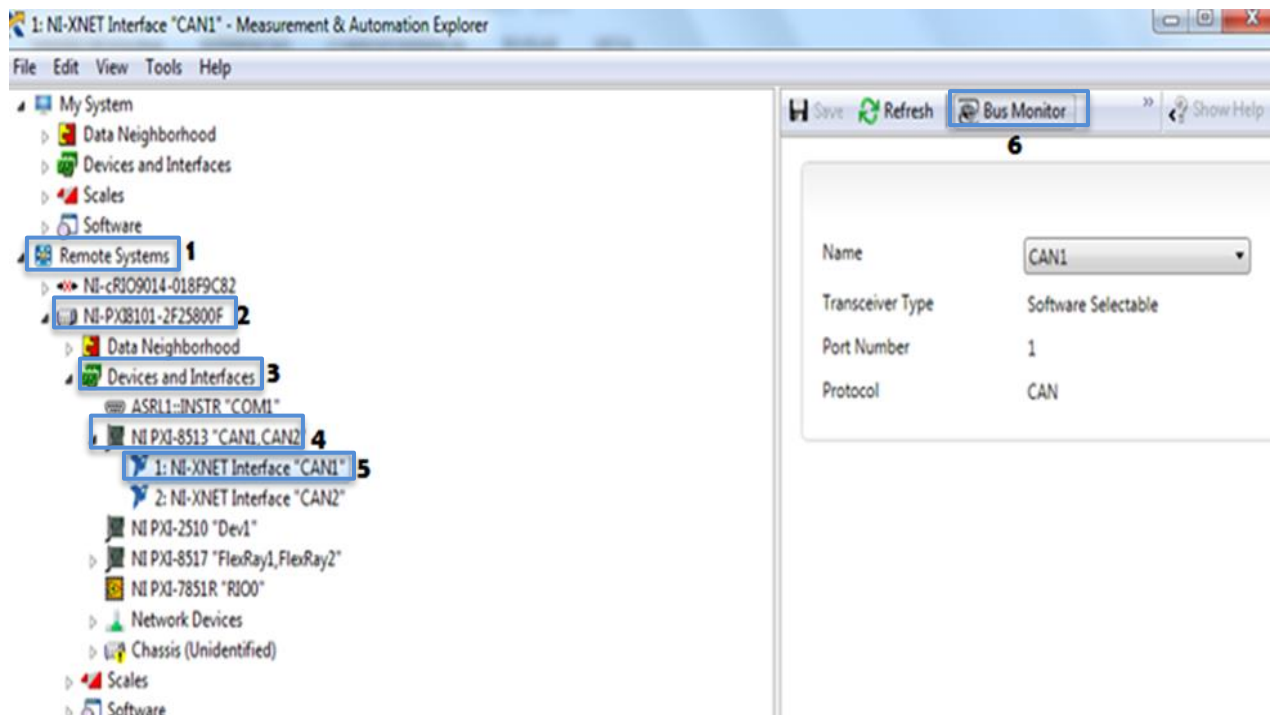 1: NI-XNET Interface "CAN1" - Measurement & Automation Explorer
File Edit View Tools Help
My System
Data Neighborhood
Devices and Interfaces
Scales
Software
Remote Systems 1
NI-cRIO9014-018F9C82
NI-PXI8101-2F25800F 2
Data Neighborhood
Devices and Interfaces 3
ASRL1::INSTR "COM1"
NI PXI-8513 "CAN1,CAN2 4
1: NI-XNET Interface "CAN1" 5
2: NI-XNET Interface "CAN2"
NI PXI-2510 "Dev1"
NI PXI-8517 "FlexRay1,FlexRay2"
NI PXI-7851R "RIO0"
Network Devices
Chassis (Unidentified)
Scales
Software
Save Refresh Bus Monitor » Show Help
6
Name CAN1
Transceiver Type Software Selectable
Port Number 1
Protocol CAN